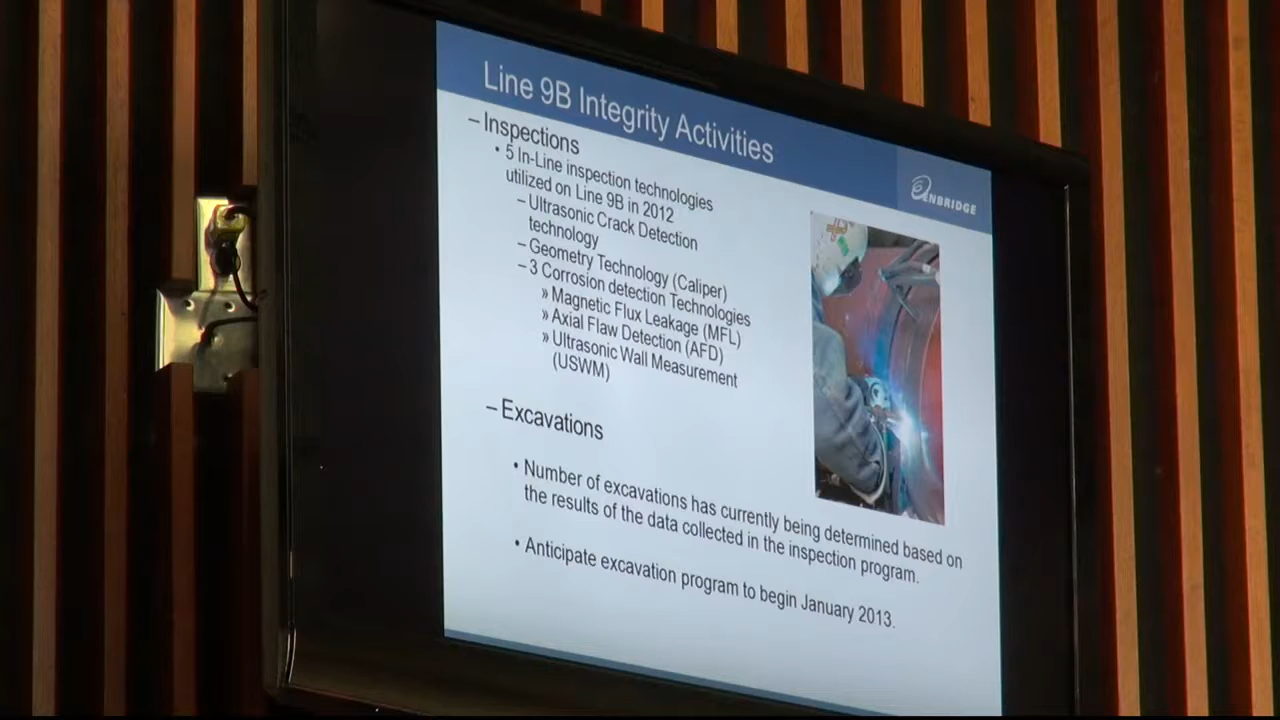 Line 9B Integrity Activities
ENBRIDGE
– Inspections
• 5 In-Line inspection technologies
utilized on Line 9B in 2012
– Ultrasonic Crack Detection
technology
– Geometry Technology (Caliper)
– 3 Corrosion detection Technologies
» Magnetic Flux Leakage (MFL)
» Axial Flaw Detection (AFD)
» Ultrasonic Wall Measurement
(USWM)
– Excavations
• Number of excavations has currently being determined based on
the results of the data collected in the inspection program.
• Anticipate excavation program to begin January 2013.